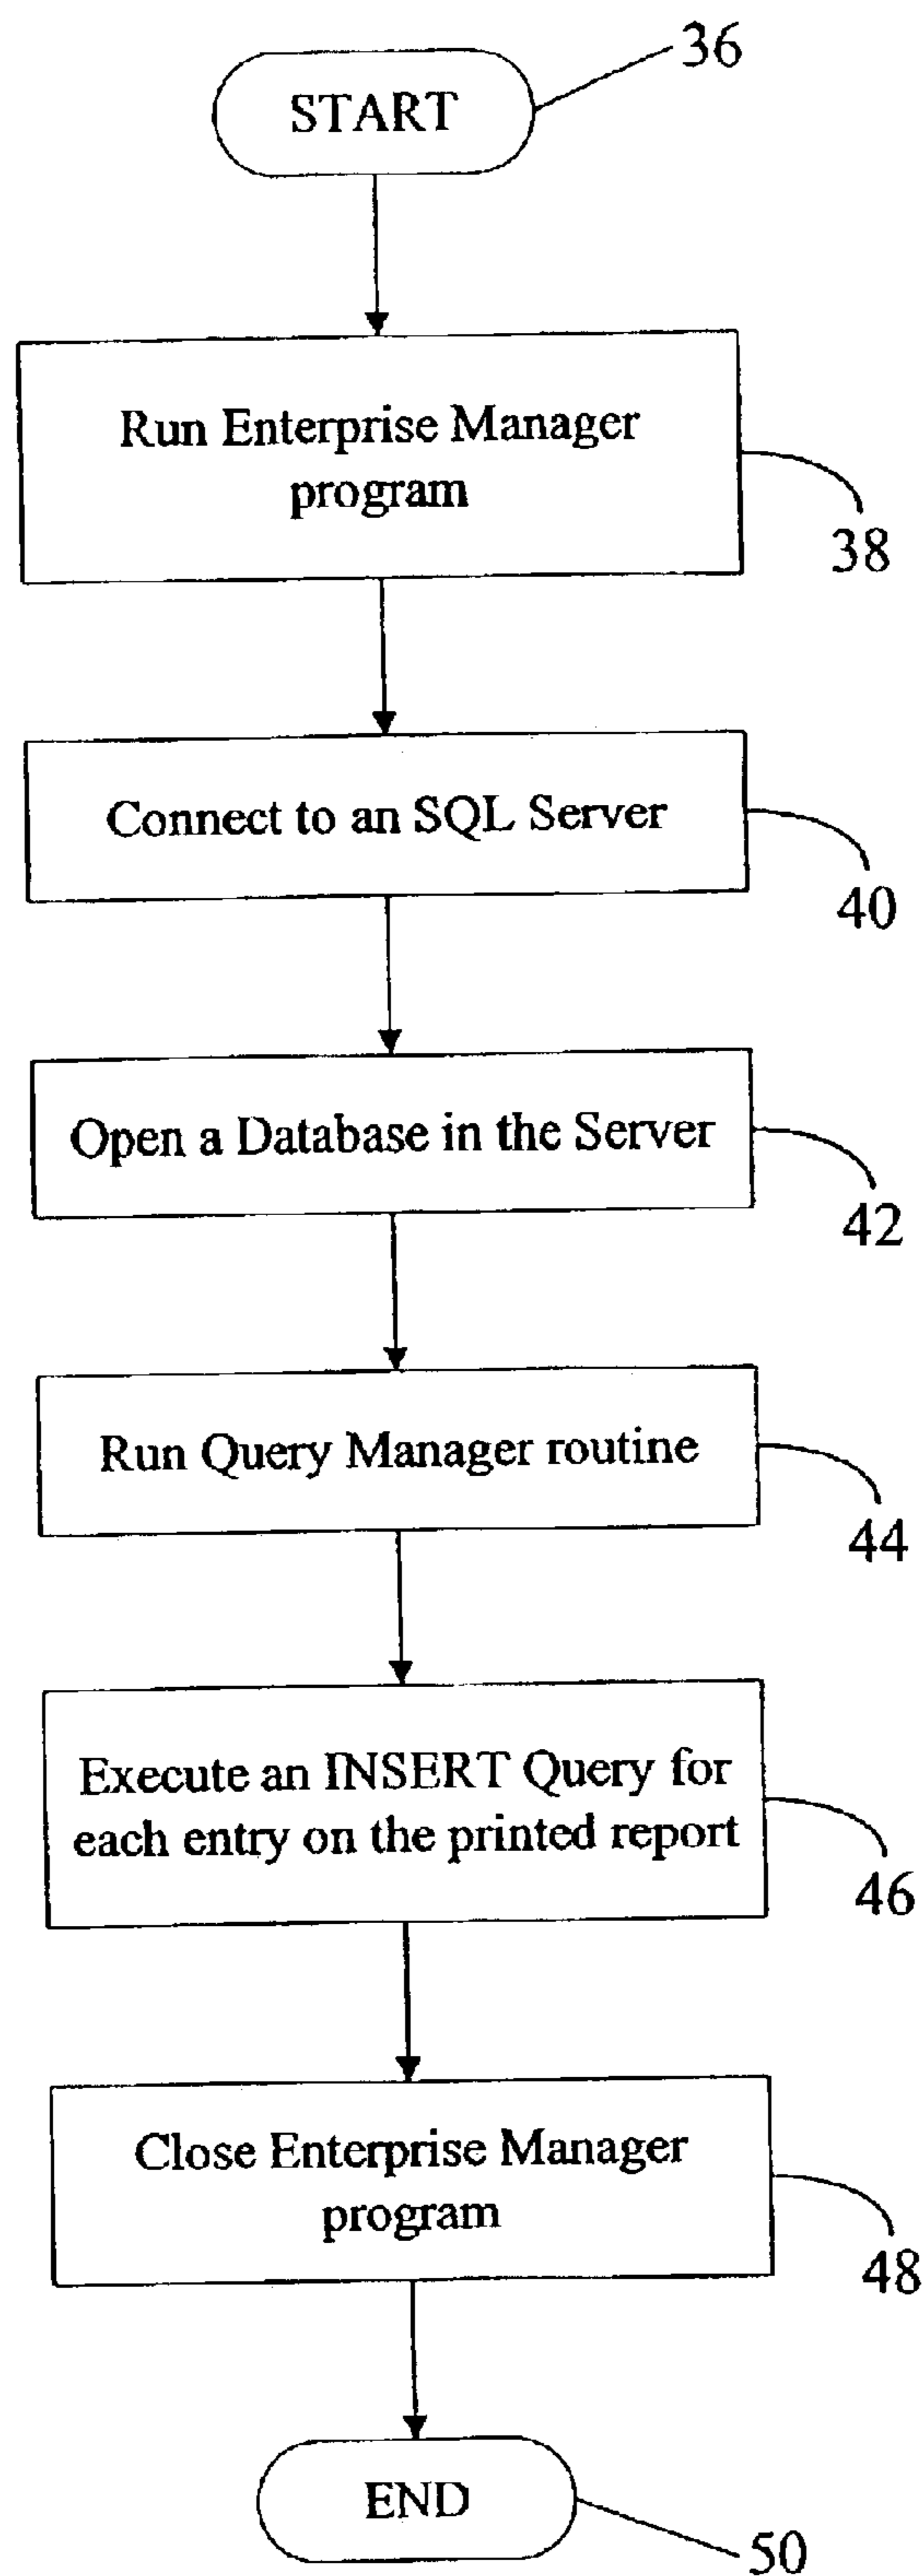 36
START
Run Enterprise Manager
program
38
Connect to an SQL Server
40
Open a Database in the Server
42
Run Query Manager routine
44
Execute an INSERT Query for
each entry on the printed report
46
Close Enterprise Manager
program
48
END
50